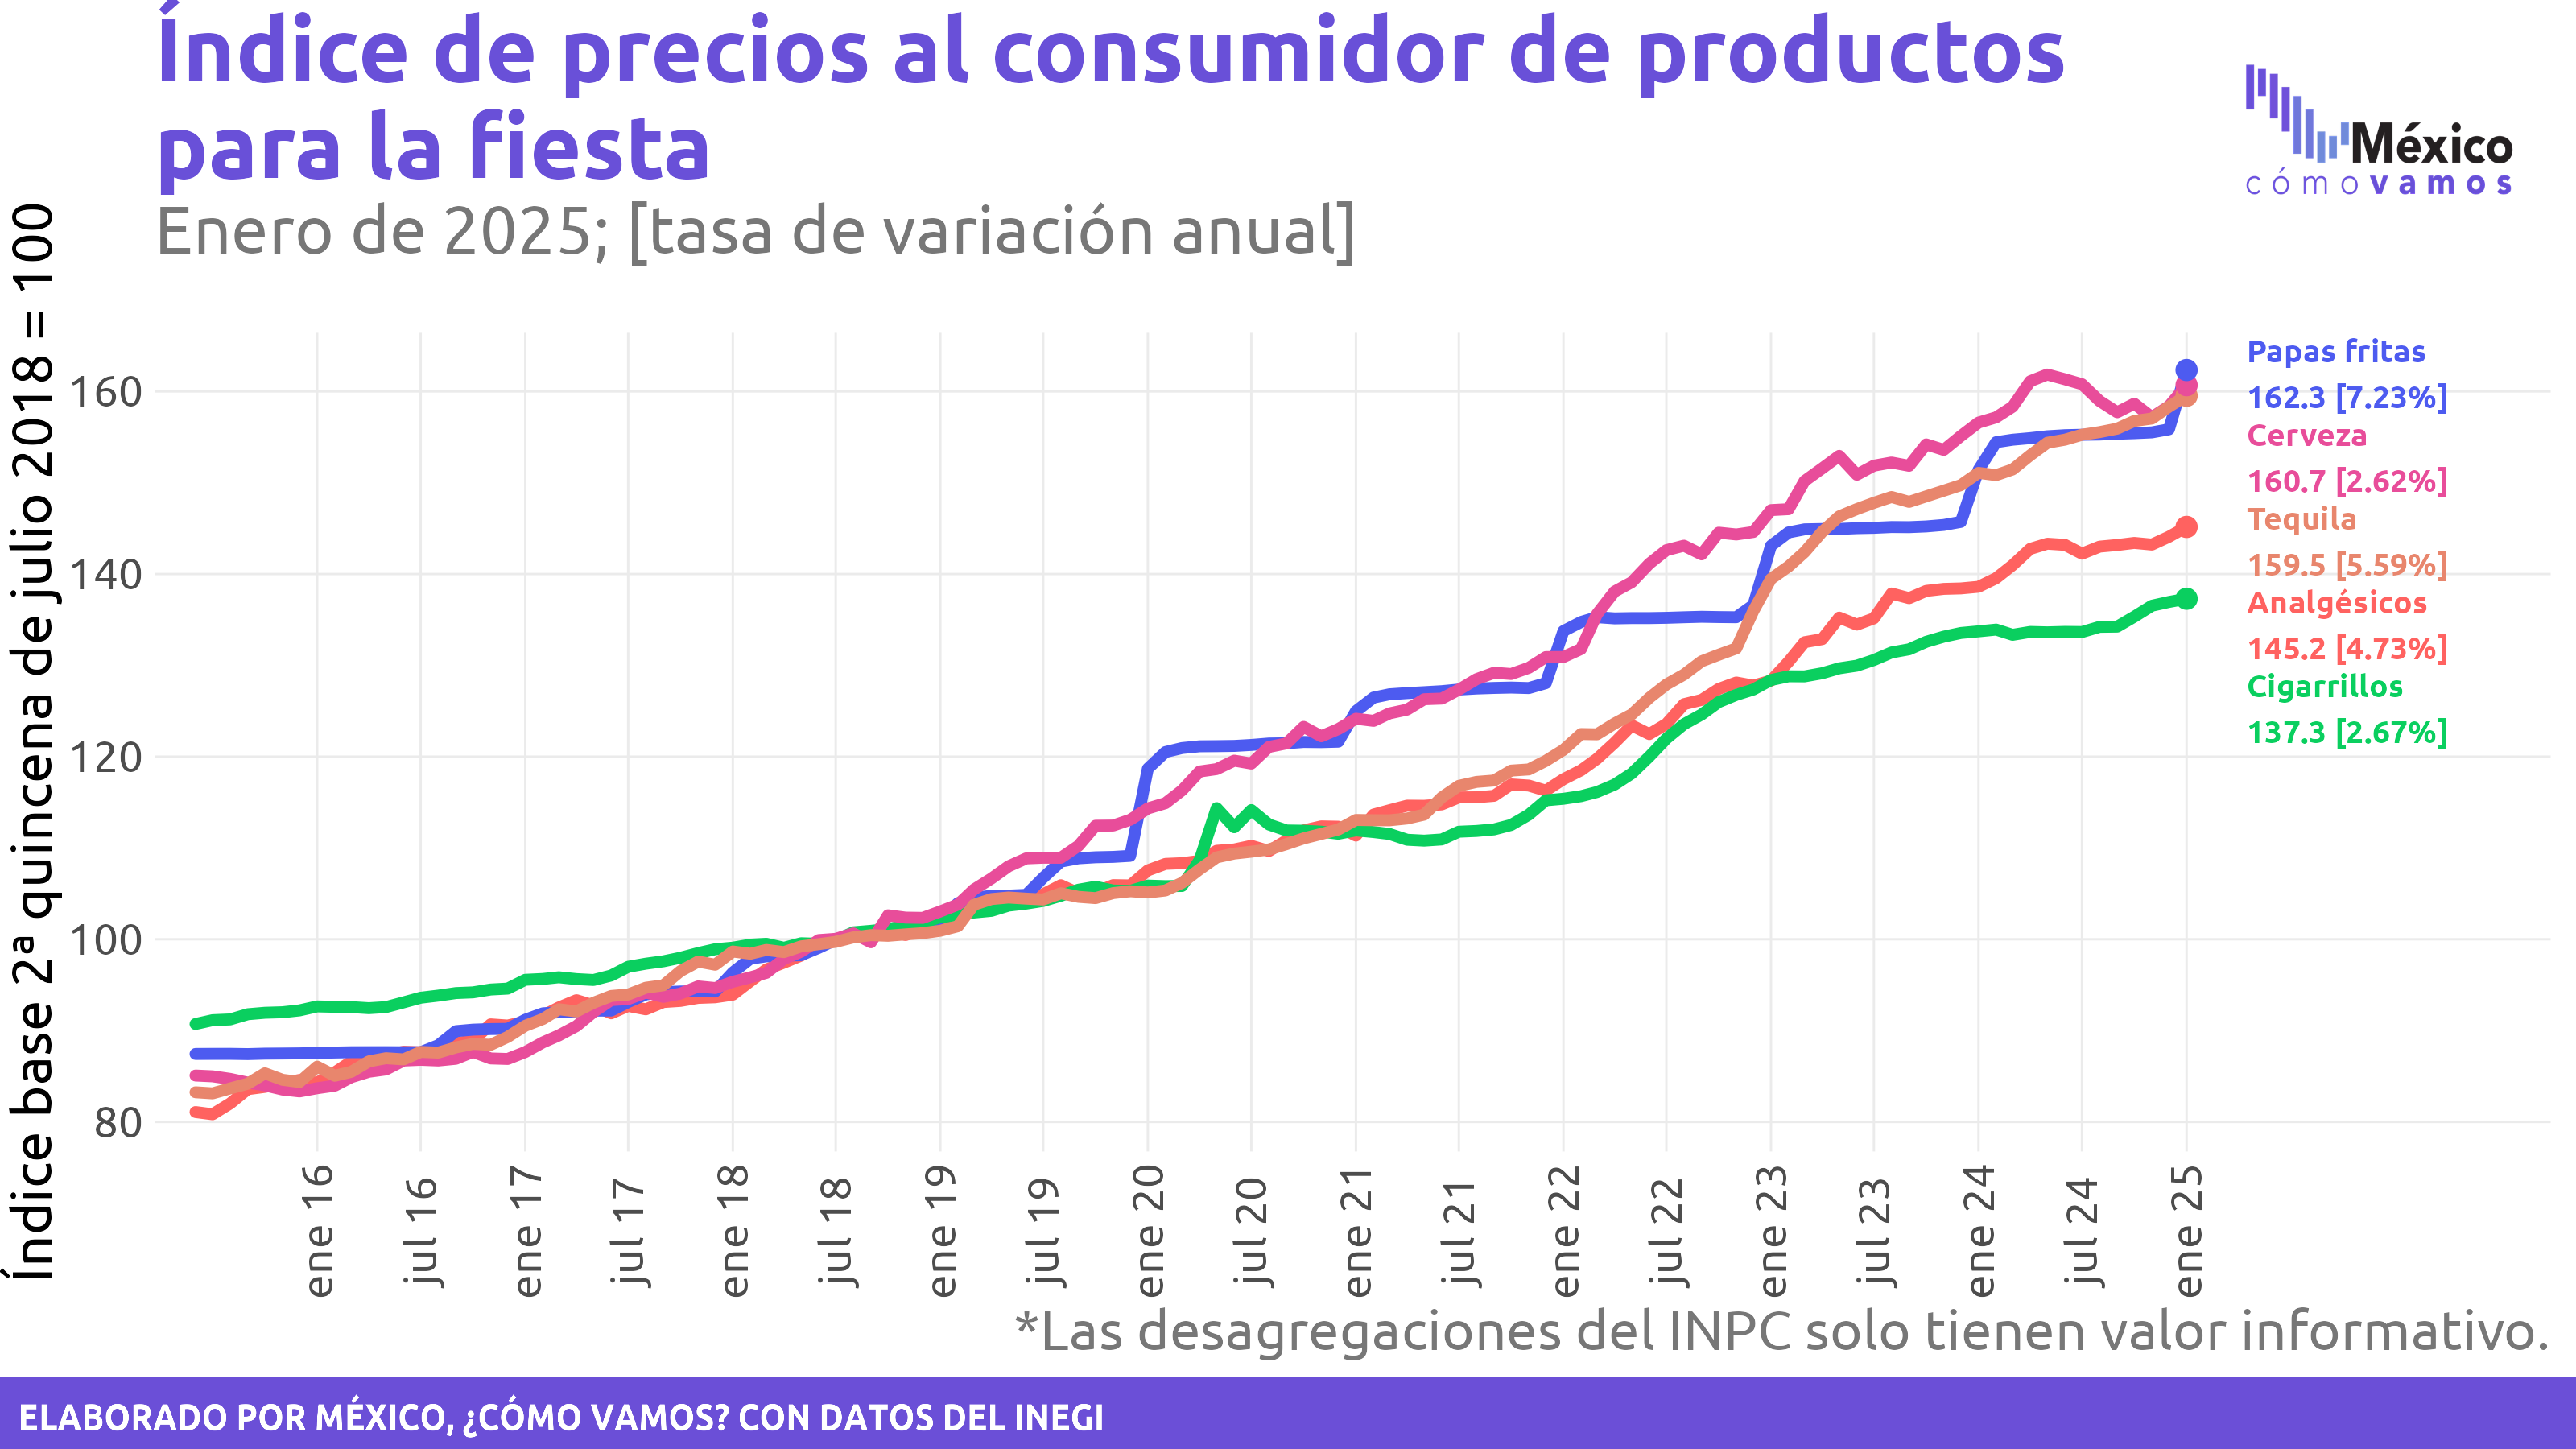 Índice de precios al consumidor de productos
para la fiesta
Enero de 2025; [tasa de variación anual]
México
cómo vamos
Índice base 2ª quincena de julio 2018 = 100
160
140
120
100
80
Papas fritas
162.3 [7.23%]
Cerveza
160.7 [2.62%]
Tequila
159.5 [5.59%]
Analgésicos
145.2 [4.73%]
Cigarrillos
137.3 [2.67%]
ene 16
jul 16
ene 17
jul 17
ene 18
jul 18
ene 19
jul 19
ene 20
jul 20
ene 21
jul 21
ene 22
jul 22
ene 23
jul 23
ene 24
jul 24
ene 25
*Las desagregaciones del INPC solo tienen valor informativo.
ELABORADO POR MÉXICO, ¿CÓMO VAMOS? CON DATOS DEL INEGI